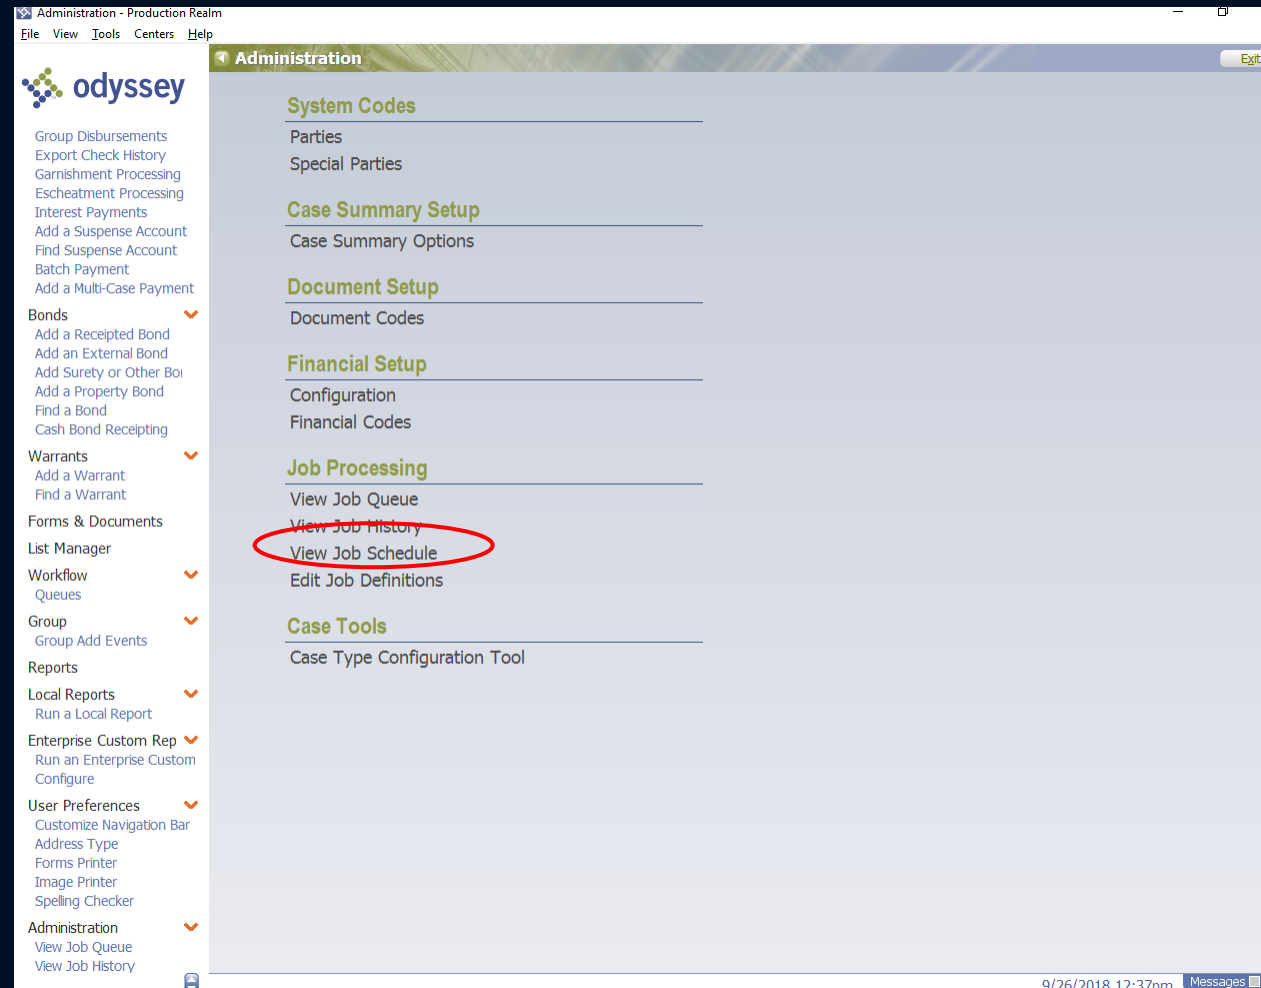 Administration - Production Realm
File View Tools Centers Help
Administration
Exit
odyssey
Group Disbursements
Export Check History
Garnishment Processing
Escheatment Processing
Interest Payments
Add a Suspense Account
Find Suspense Account
Batch Payment
Add a Multi-Case Payment
Bonds
Add a Receipted Bond
Add an External Bond
Add Surety or Other Bo
Add a Property Bond
Find a Bond
Cash Bond Receipting
Warrants
Add a Warrant
Find a Warrant
Forms & Documents
List Manager
Workflow
Queues
Group
Group Add Events
Reports
Local Reports
Run a Local Report
Enterprise Custom Rep
Run an Enterprise Custom
Configure
User Preferences
Customize Navigation Bar
Address Type
Forms Printer
Image Printer
Spelling Checker
Administration
View Job Queue
View Job History
System Codes
Parties
Special Parties
Case Summary Setup
Case Summary Options
Document Setup
Document Codes
Financial Setup
Configuration
Financial Codes
Job Processing
View Job Queue
View Job History
View Job Schedule
Edit Job Definitions
Case Tools
Case Type Configuration Tool
9/26/2018 12:37pm
Messages